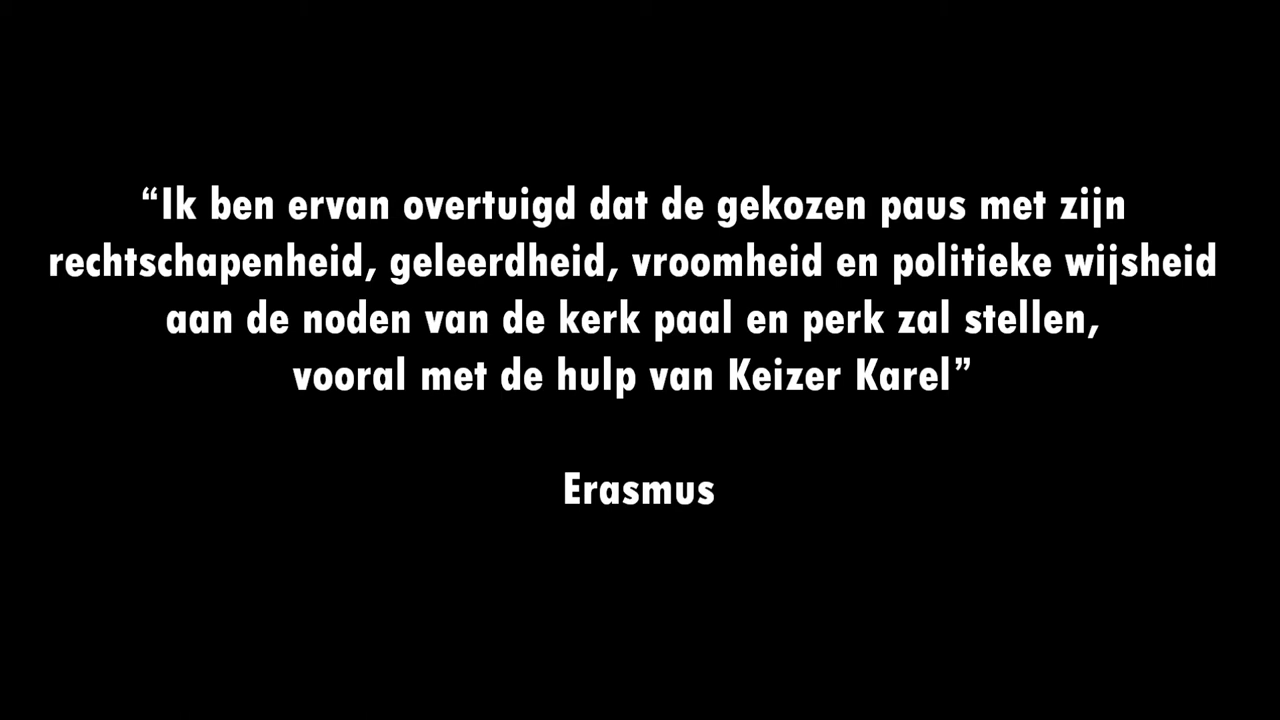 “Ik ben ervan overtuigd dat de gekozen paus met zijn
rechtschapenheid, geleerdheid, vroomheid en politieke wijsheid
aan de noden van de kerk paal en perk zal stellen,
vooral met de hulp van Keizer Karel”
Erasmus